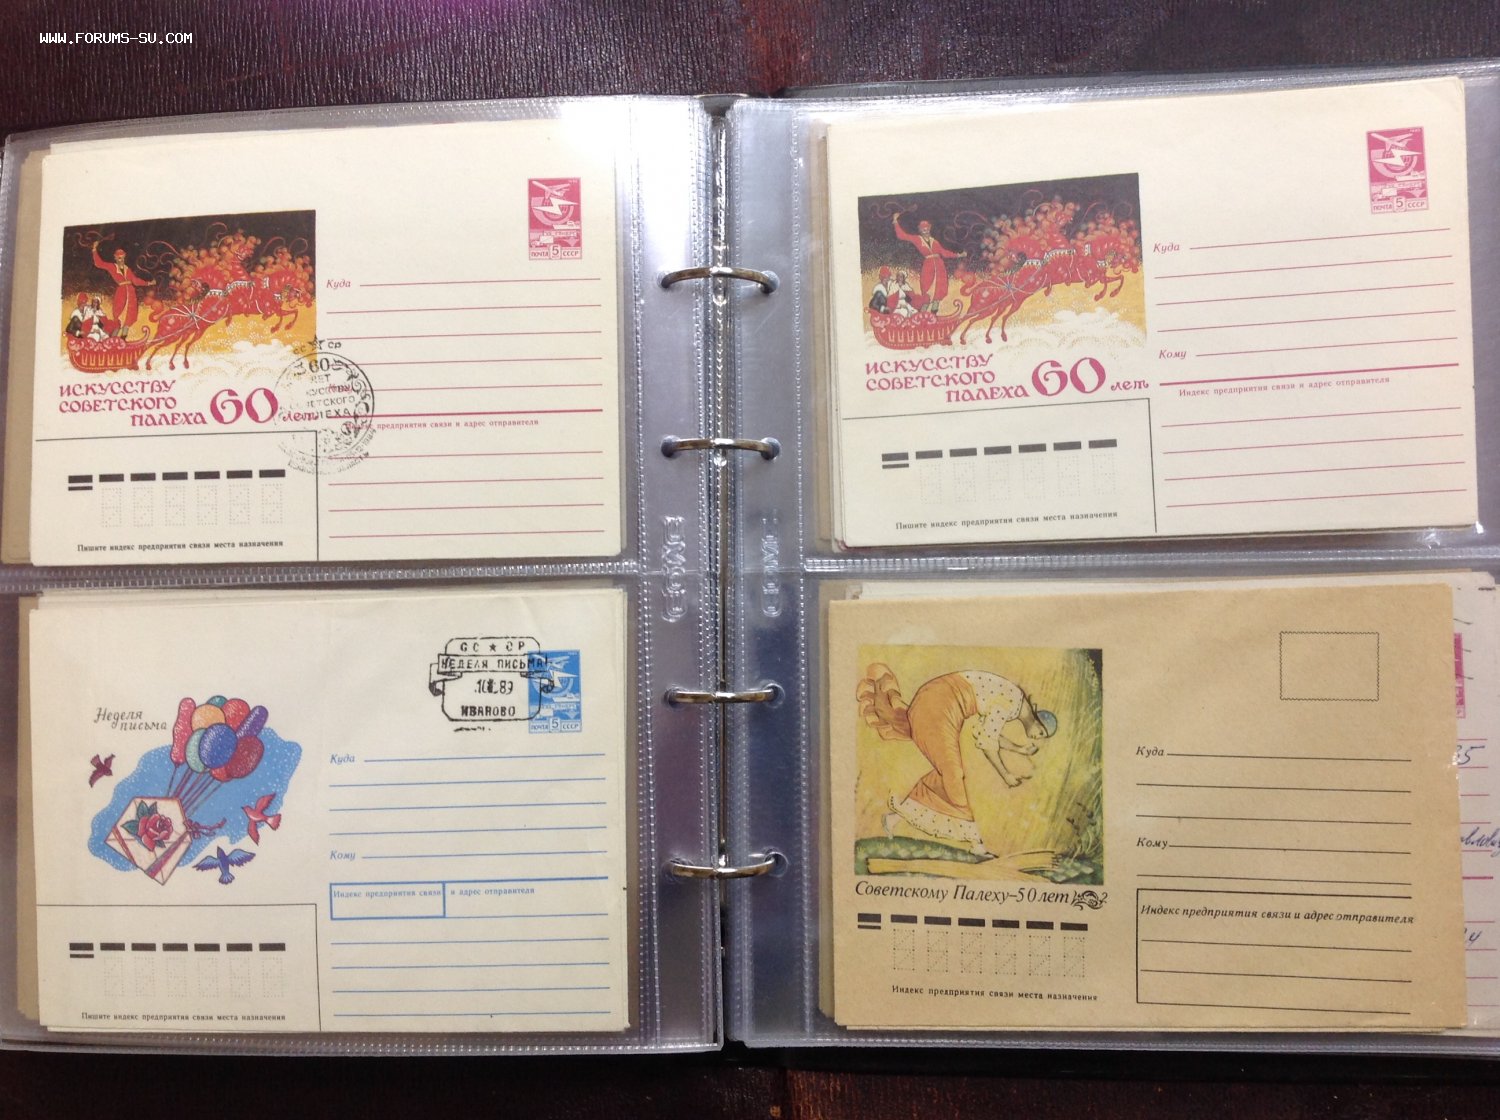 WWW.FORUMS-SU.COM
ПОЧТА 5 СССР
Куда
ИСКУССТВУ
СОВЕТСКОГО
ПАЛЕХА 60 лет
60
ЛЕТ
Индекс предприятия связи и адрес отправителя
Пишите индекс предприятия связи места назначения
ПОЧТА 5 СССР
Куда
Кому
ИСКУССТВУ
СОВЕТСКОГО
ПАЛЕХА 60 лет
Индекс предприятия связи и адрес отправителя
Пишите индекс предприятия связи места назначения
НЕДЕЛЯ ПИСЬМА
ИВАНОВО
ПОЧТА 5 СССР
Неделя
письма
Куда
Кому
Индекс предприятия связи и адрес отправителя
Пишите индекс предприятия связи места назначения
Куда
Кому
Советскому Палеху-50 лет
Индекс предприятия связи и адрес отправителя
Индекс предприятия связи места назначения